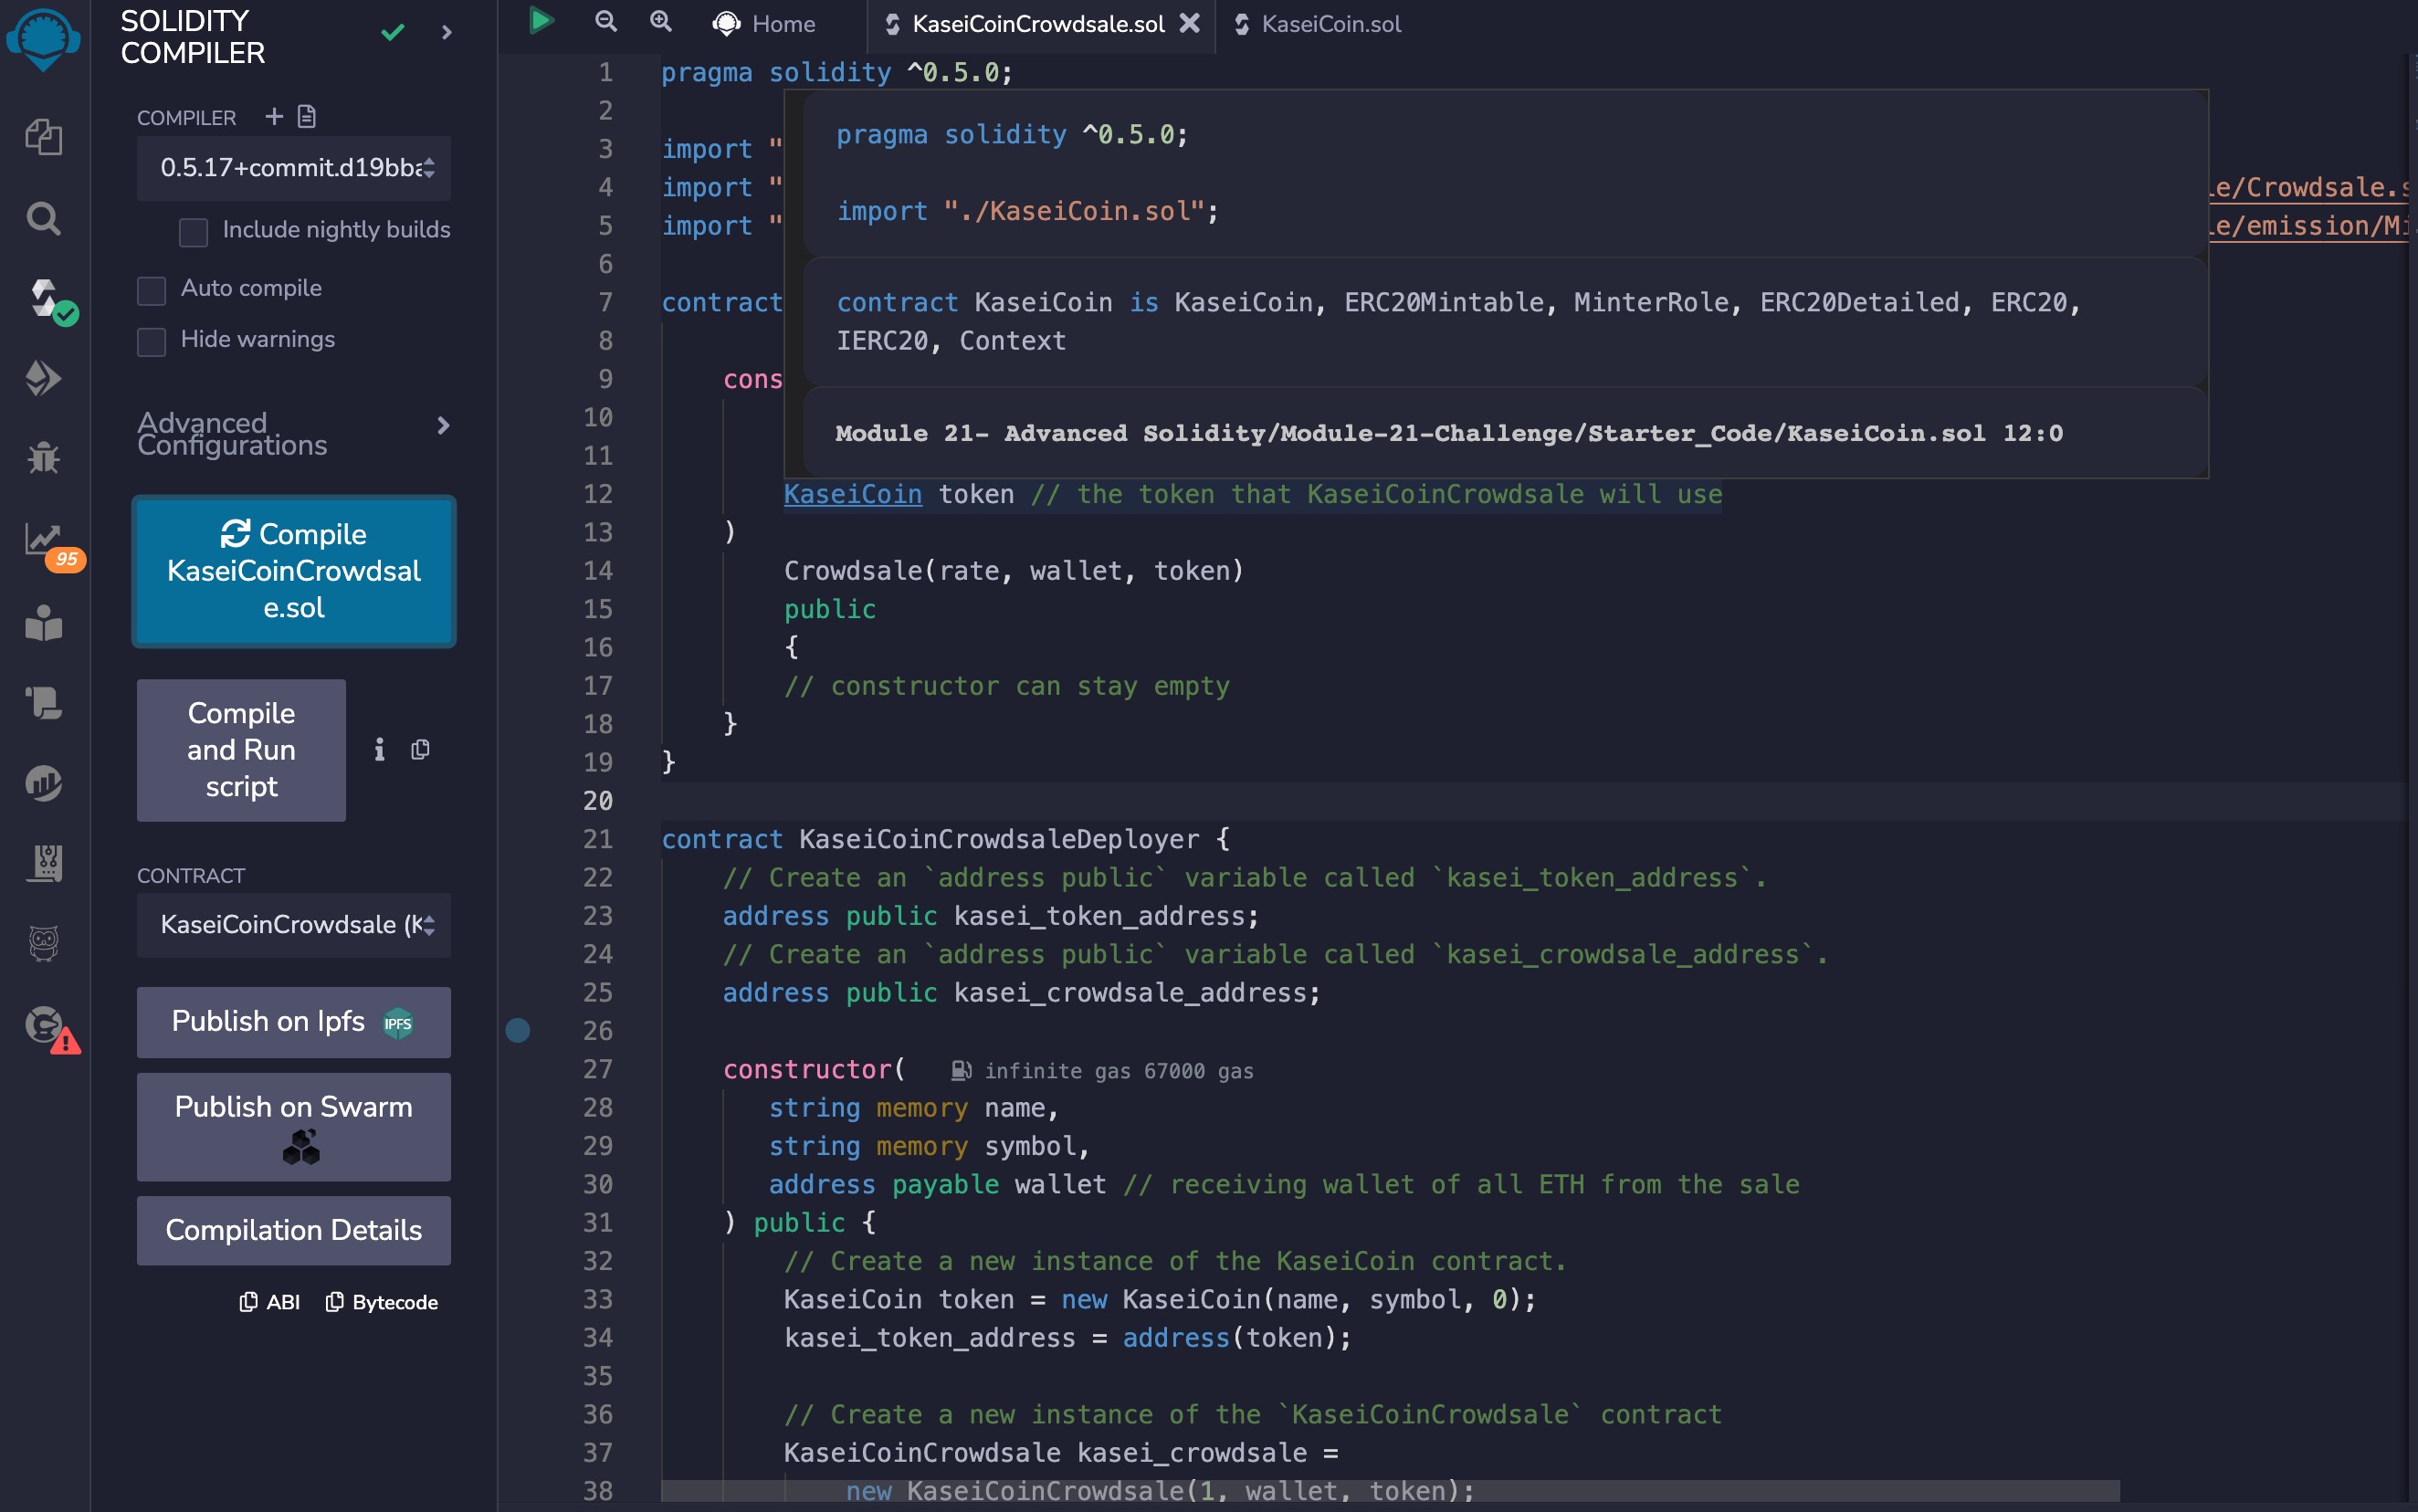 SOLIDITY
COMPILER
COMPILER
0.5.17+commit.d19bba
Include nightly builds
Auto compile
Hide warnings
Advanced
Configurations
Compile
KaseiCoinCrowdsal
e.sol
Compile
and Run
script
CONTRACT
KaseiCoinCrowdsale (K
Publish on Ipfs IPFS
Publish on Swarm
Compilation Details
ABI Bytecode
95
Home KaseiCoinCrowdsale.sol KaseiCoin.sol
1 pragma solidity ^0.5.0;
2
3 import "
4 import " le/Crowdsale.s
5 import " le/emission/Mi
6
7 contract
8
9 cons
10
11
pragma solidity ^0.5.0;
import "./KaseiCoin.sol";
contract KaseiCoin is KaseiCoin, ERC20Mintable, MinterRole, ERC20Detailed, ERC20,
IERC20, Context
Module 21- Advanced Solidity/Module-21-Challenge/Starter_Code/KaseiCoin.sol 12:0
12 KaseiCoin token // the token that KaseiCoinCrowdsale will use
13 )
14 Crowdsale(rate, wallet, token)
15 public
16 {
17 // constructor can stay empty
18 }
19 }
20
21 contract KaseiCoinCrowdsaleDeployer {
22 // Create an `address public` variable called `kasei_token_address`.
23 address public kasei_token_address;
24 // Create an `address public` variable called `kasei_crowdsale_address`.
25 address public kasei_crowdsale_address;
26
27 constructor( infinite gas 67000 gas
28 string memory name,
29 string memory symbol,
30 address payable wallet // receiving wallet of all ETH from the sale
31 ) public {
32 // Create a new instance of the KaseiCoin contract.
33 KaseiCoin token = new KaseiCoin(name, symbol, 0);
34 kasei_token_address = address(token);
35
36 // Create a new instance of the `KaseiCoinCrowdsale` contract
37 KaseiCoinCrowdsale kasei_crowdsale =
38 new KaseiCoinCrowdsale(1, wallet, token);